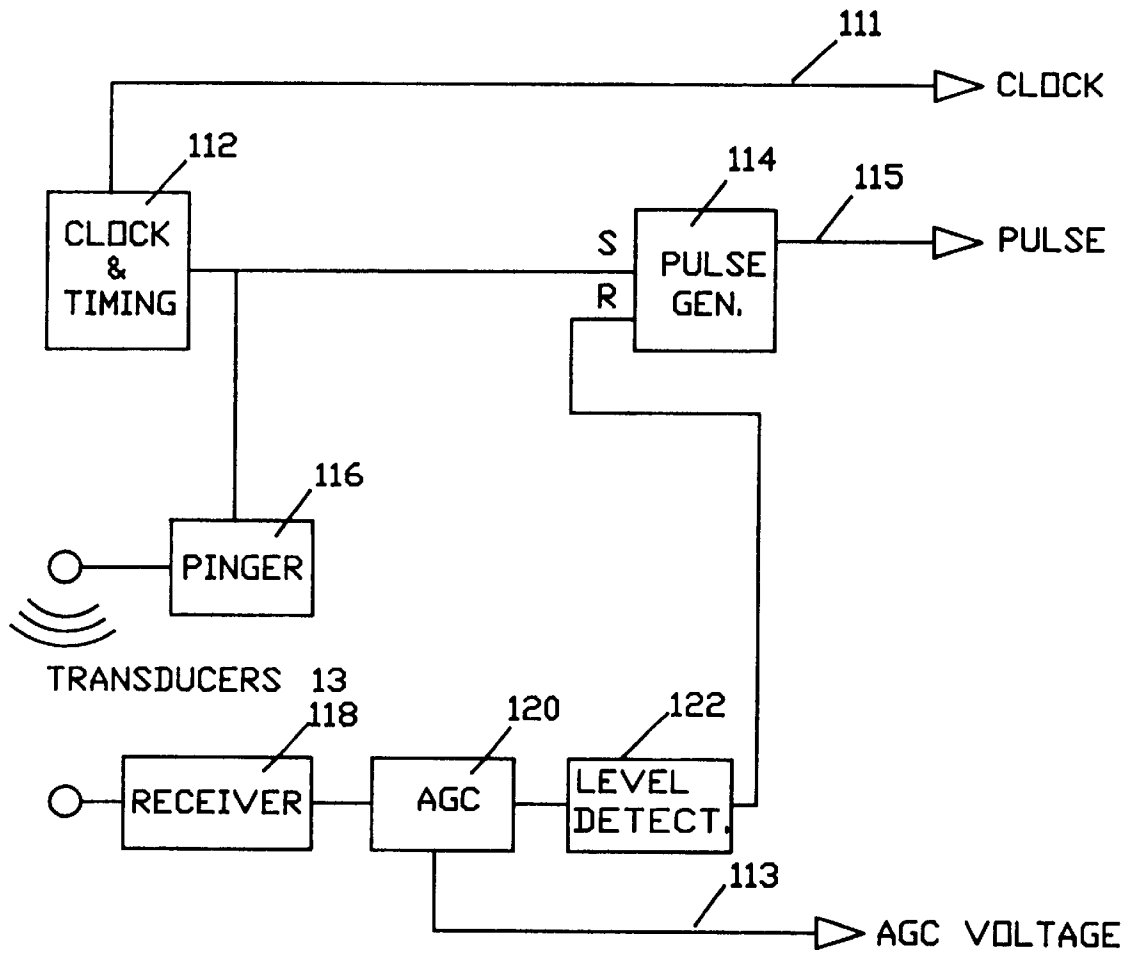 111
CLOCK
112
CLOCK
&
TIMING
114
115
S
R
PULSE
GEN.
PULSE
116
PINGER
TRANSDUCERS 13
118
RECEIVER
120
AGC
122
LEVEL
DETECT.
113
AGC VOLTAGE